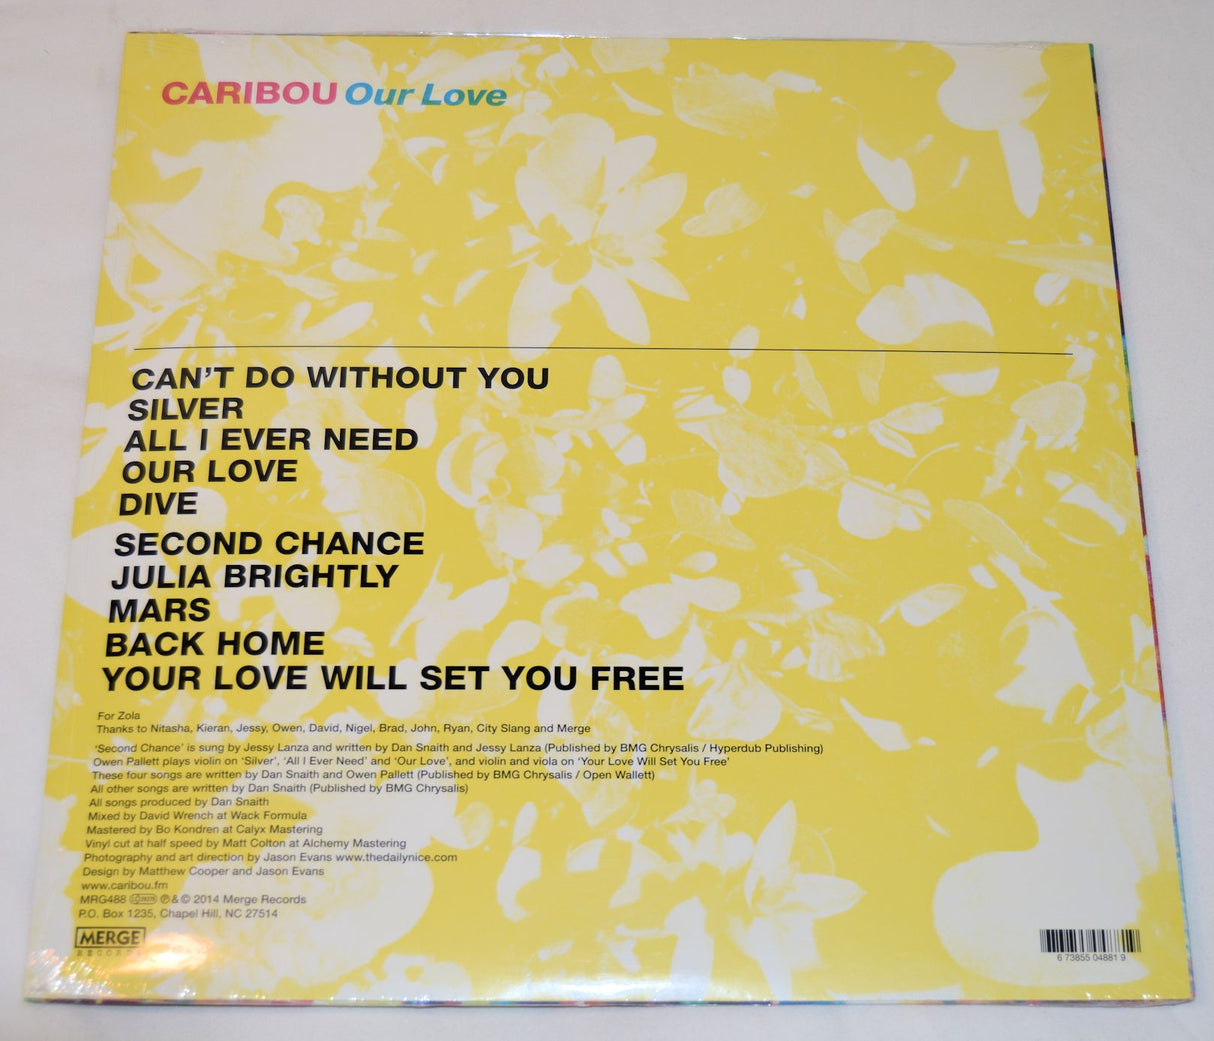 CARIBOU Our Love
CAN'T DO WITHOUT YOU
SILVER
ALL I EVER NEED
OUR LOVE
DIVE
SECOND CHANCE
JULIA BRIGHTLY
MARS
BACK HOME
YOUR LOVE WILL SET YOU FREE
For Zola
Thanks to Nitasha, Kieran, Jessy, Owen, David, Nigel, Brad, John, Ryan, City Slang and Merge
'Second Chance' is sung by Jessy Lanza and written by Dan Snaith and Jessy Lanza (Published by BMG Chrysalis / Hyperdub Publishing)
Owen Pallett plays violin on 'Silver', 'All I Ever Need' and 'Our Love', and violin and viola on 'Your Love Will Set You Free'
These four songs are written by Dan Snaith and Owen Pallett (Published by BMG Chrysalis / Open Wallett)
All other songs are written by Dan Snaith (Published by BMG Chrysalis)
All songs produced by Dan Snaith
Mixed by David Wrench at Wack Formula
Mastered by Bo Kondren at Calyx Mastering
Vinyl cut at half speed by Matt Colton at Alchemy Mastering
Photography and art direction by Jason Evans www.thedailynice.com
Design by Matthew Cooper and Jason Evans
www.caribou.fm
MRG488 ℗ & © 2014 Merge Records
P.O. Box 1235, Chapel Hill, NC 27514
MERGE
RECORDS
6 73855 04881 9